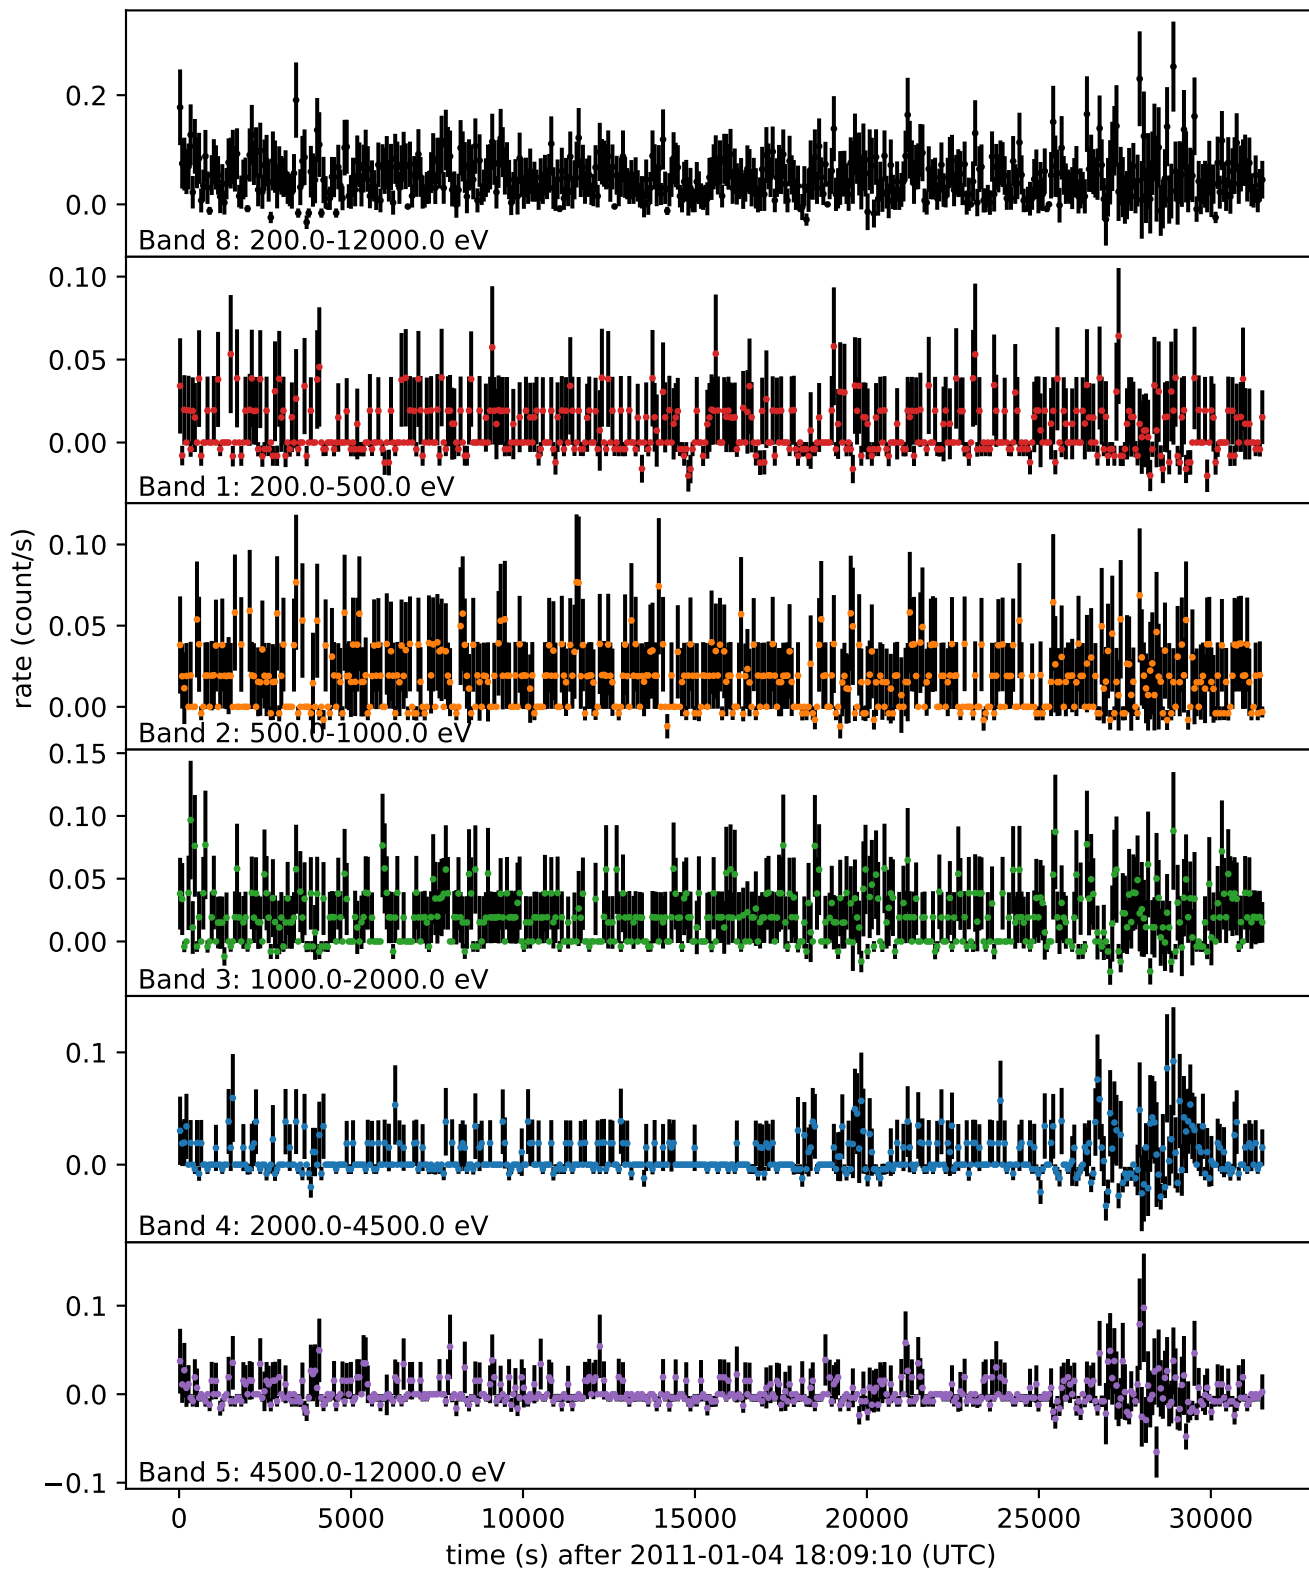 0.2
0.0
Band 8: 200.0-12000.0 eV
0.10
0.05
0.00
Band 1: 200.0-500.0 eV
0.10
0.05
0.00
Band 2: 500.0-1000.0 eV
rate (count/s)
0.15
0.10
0.05
0.00
Band 3: 1000.0-2000.0 eV
0.1
0.0
Band 4: 2000.0-4500.0 eV
0.1
0.0
−0.1
Band 5: 4500.0-12000.0 eV
0 5000 10000 15000 20000 25000 30000
time (s) after 2011-01-04 18:09:10 (UTC)